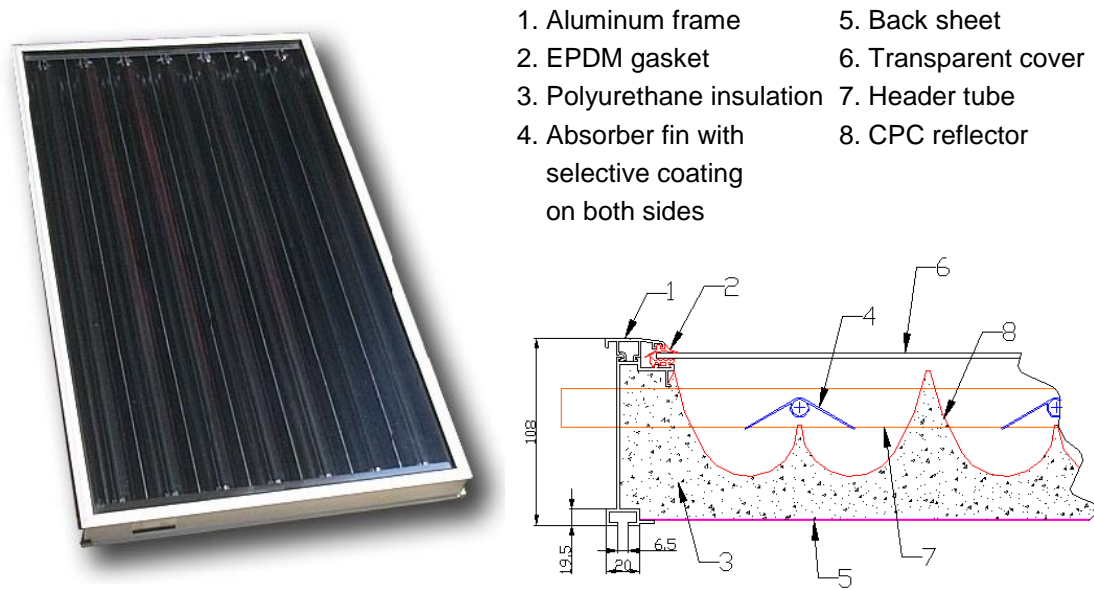 1. Aluminum frame
2. EPDM gasket
3. Polyurethane insulation
4. Absorber fin with
selective coating
on both sides
5. Back sheet
6. Transparent cover
7. Header tube
8. CPC reflector
6
1
2
4
8
108
19.5
6.5
20
3
5
7